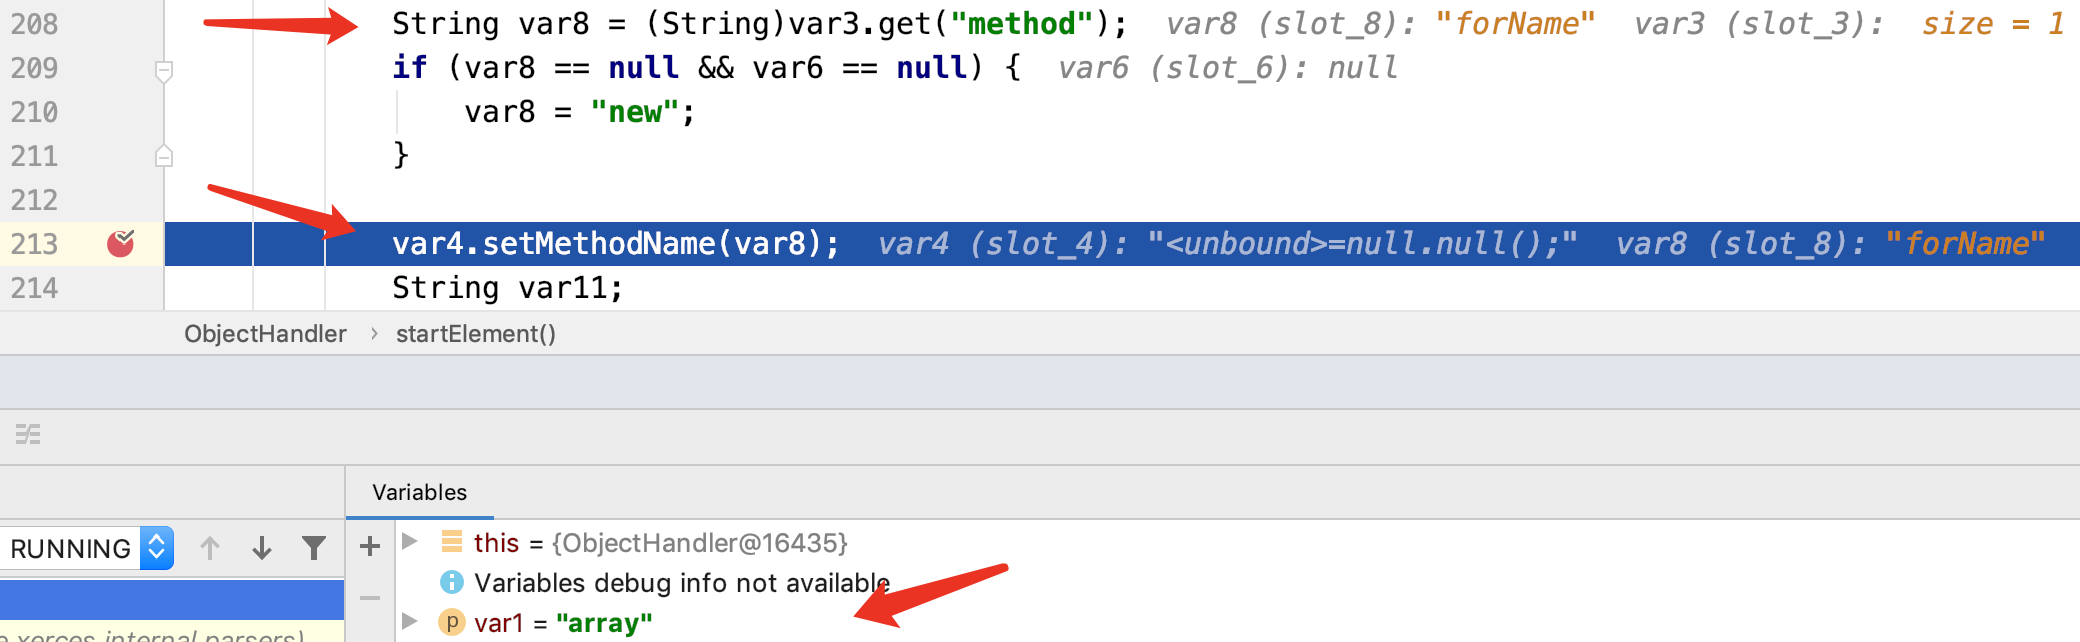 208 String var8 = (String)var3.get("method"); var8 (slot_8): "forName" var3 (slot_3): size = 1
209 if (var8 == null && var6 == null) { var6 (slot_6): null
210 var8 = "new";
211 }
212
213 var4.setMethodName(var8); var4 (slot_4): "<unbound>=null.null();" var8 (slot_8): "forName"
214 String var11;
ObjectHandler › startElement()
Variables
RUNNING
this = {ObjectHandler@16435}
Variables debug info not available
p var1 = "array"
xerces.internal.parsers)